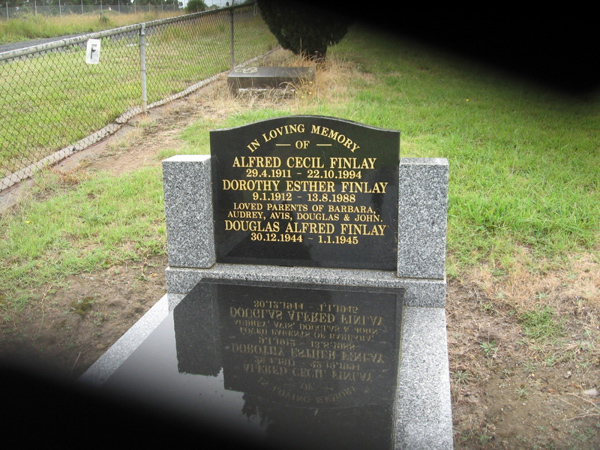 F
IN LOVING MEMORY
- OF -
ALFRED CECIL FINLAY
29.4.1911 - 22.10.1994
DOROTHY ESTHER FINLAY
9.1.1912 - 13.8.1988
LOVED PARENTS OF BARBARA,
AUDREY, AVIS, DOUGLAS & JOHN.
DOUGLAS ALFRED FINLAY
30.12.1944 - 1.1.1945